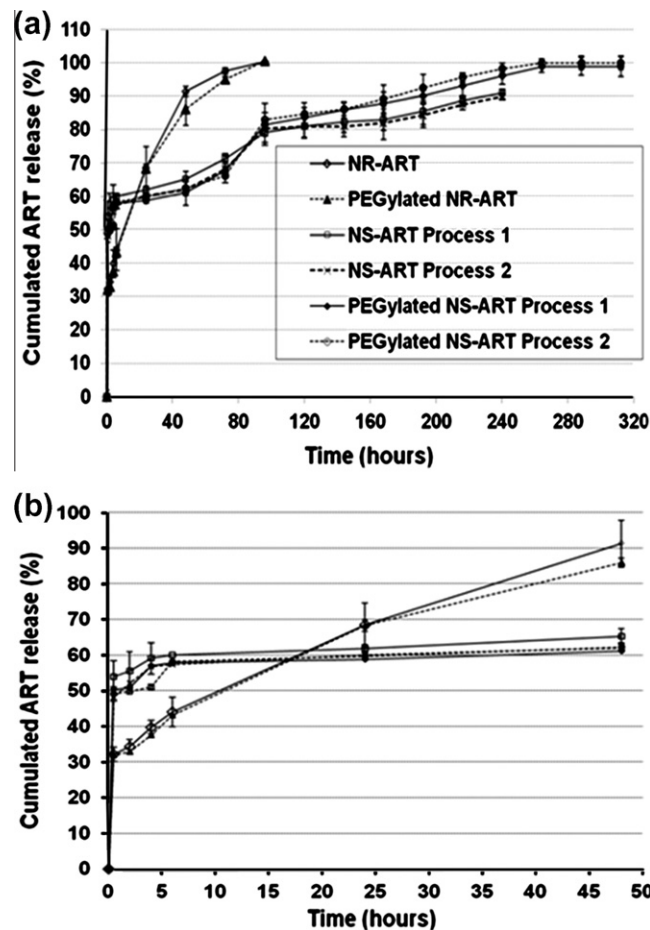 (a)
Cumulated ART release (%)
110
100
90
80
70
60
50
40
30
20
10
0
NR-ART
PEGylated NR-ART
NS-ART Process 1
NS-ART Process 2
PEGylated NS-ART Process 1
PEGylated NS-ART Process 2
0 40 80 120 160 200 240 280 320
Time (hours)
(b)
Cumulated ART release (%)
100
90
80
70
60
50
40
30
20
10
0
0 5 10 15 20 25 30 35 40 45 50
Time (hours)